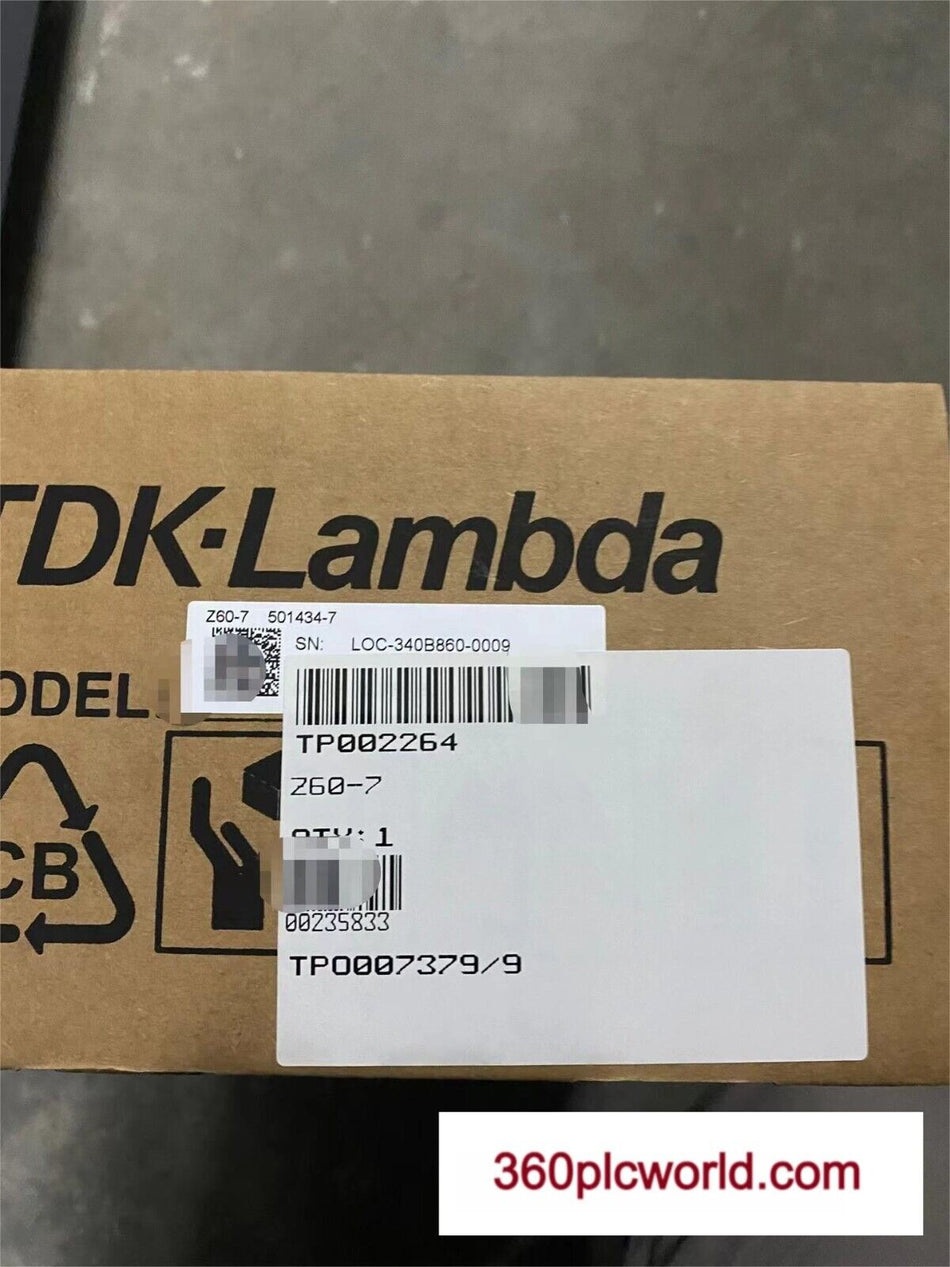 TDK·Lambda
Z60-7 501434-7
SN: LOC-340B860-0009
ODEL
TP002264
Z60-7
QTY: 1
CB
00235833
TPO007379/9
360plcworld.com